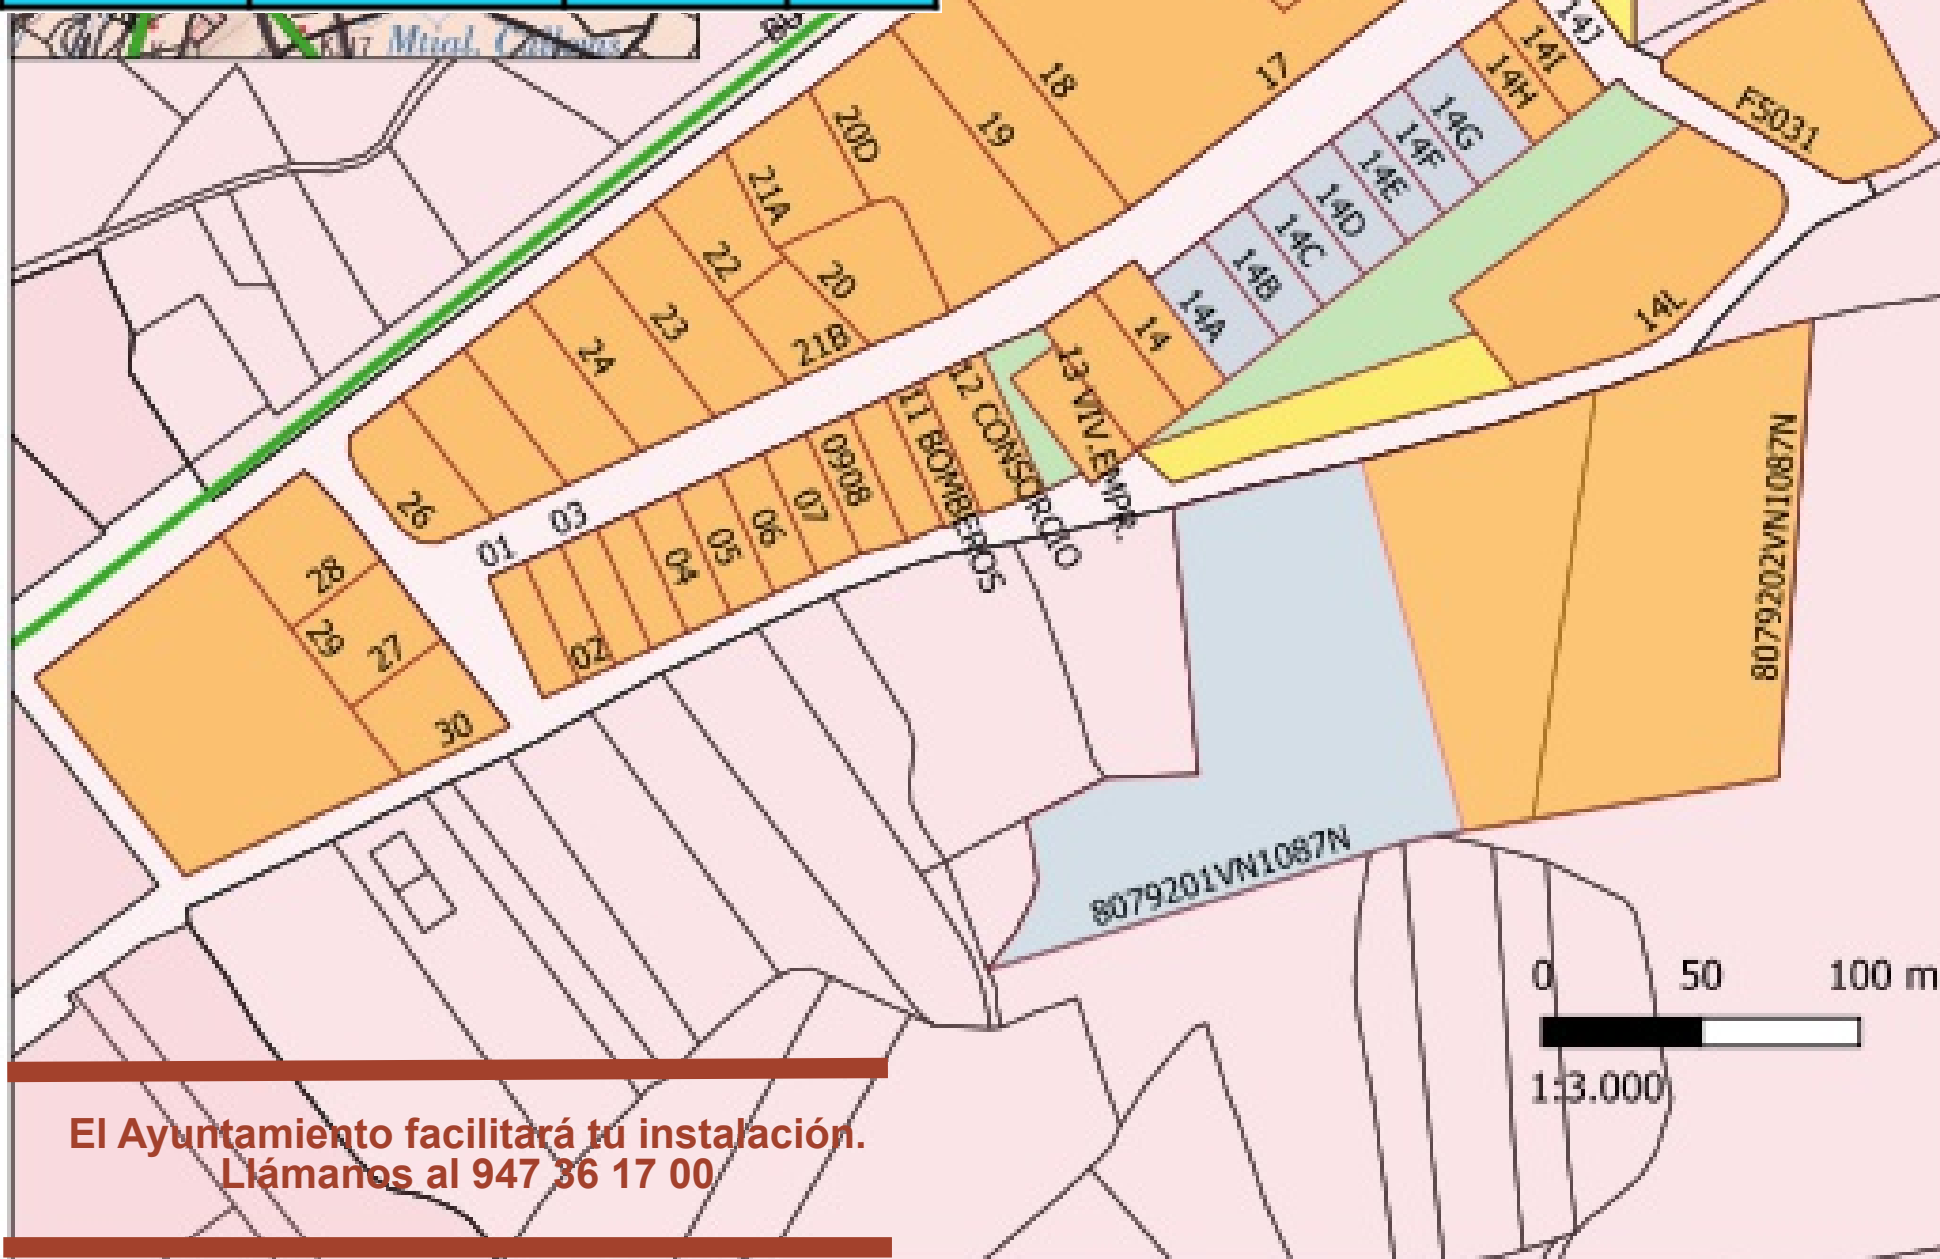 Mtial. Callejas
18
17
14J
14I
14H
FS031
20D
19
14G
14F
14E
14D
14C
14B
14A
21A
22
20
23
21B
24
14
14L
13 VIV.EMPR.
12 CONSORCIO
11 BOMBEROS
0908
07
06
05
04
03
01
02
26
28
29
27
30
8079202VN1087N
8079201VN1087N
0 50 100 m
1:3.000
El Ayuntamiento facilitará tu instalación.
Llámanos al 947 36 17 00